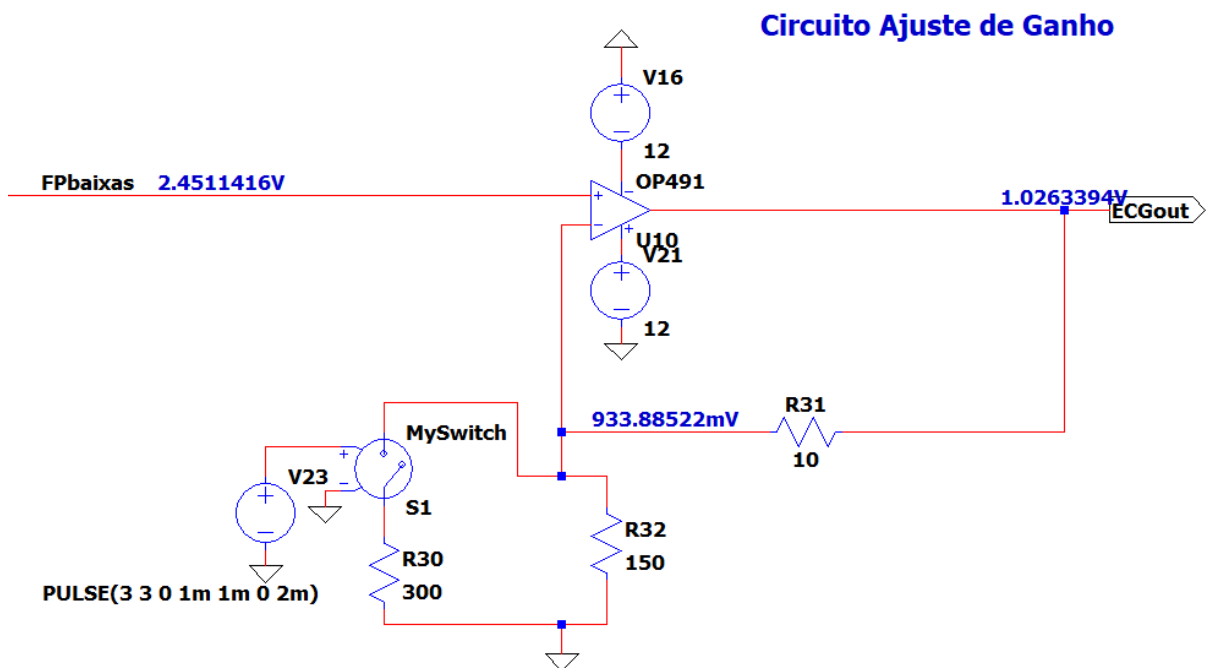 Circuito Ajuste de Ganho
V16
12
FPbaixas 2.4511416V
OP491
1.0263394V
ECGout
U10
V21
12
933.88522mV
R31
10
MySwitch
V23
S1
R32
150
R30
300
PULSE(3 3 0 1m 1m 0 2m)